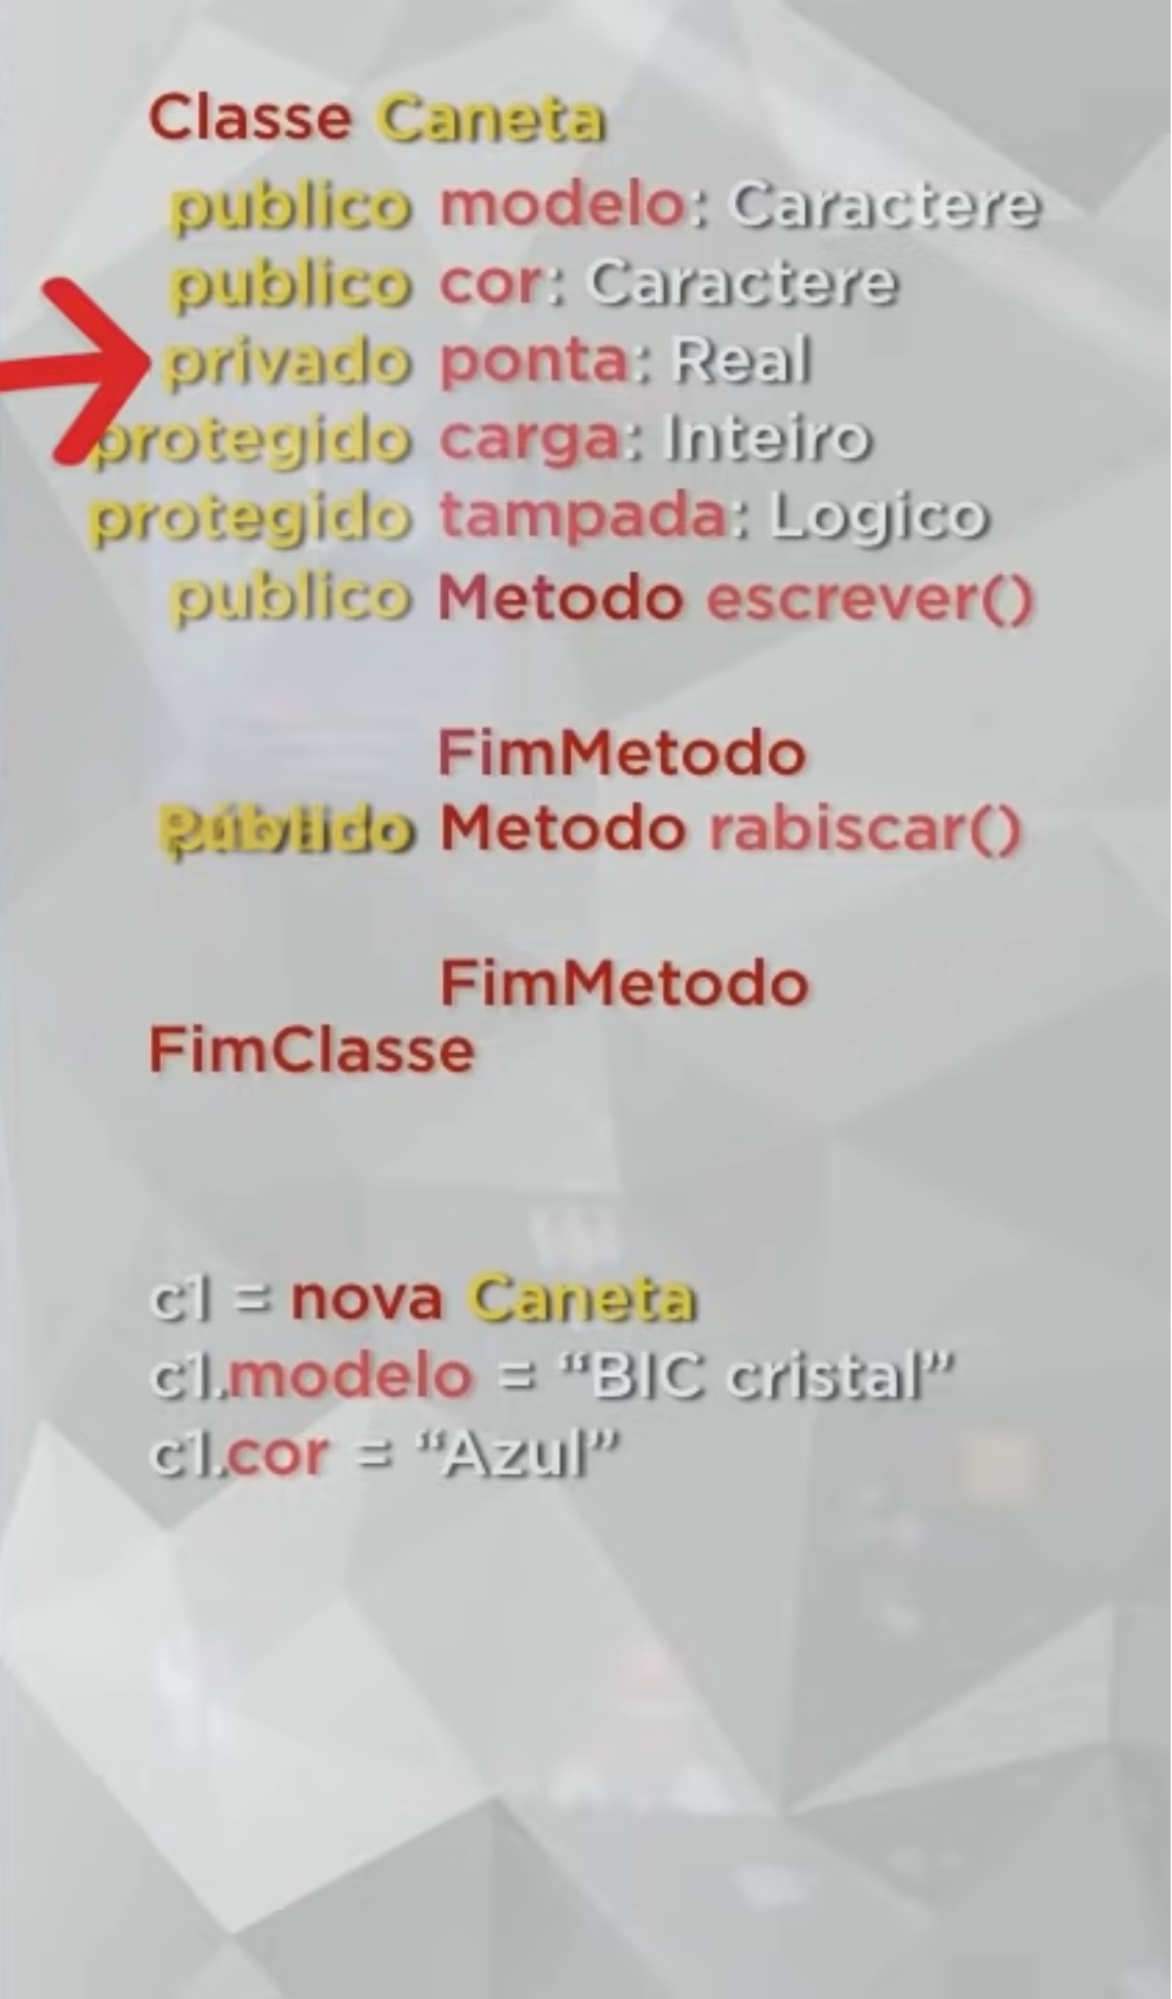 Classe Caneta
publico modelo: Caractere
publico cor: Caractere
privado ponta: Real
protegido carga: Inteiro
protegido tampada: Logico
publico Metodo escrever()
FimMetodo
Metodo rabiscar()
FimMetodo
FimClasse
c1 = nova Caneta
c1.modelo = “BIC cristal”
c1.cor = “Azul”